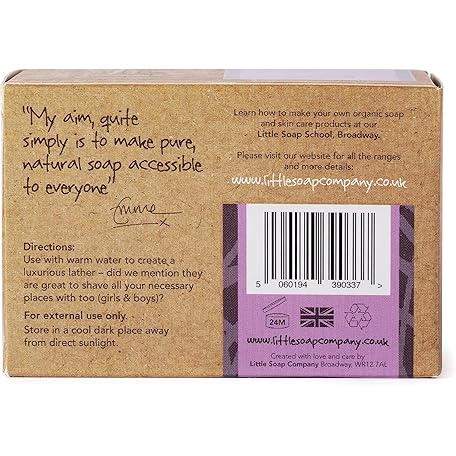 "My aim, quite
simply is to make pure,
natural soap accessible
to everyone"
Emma x
Directions:
Use with warm water to create a
luxurious lather – did we mention they
are great to shave all your necessary
places with too (girls & boys)?
For external use only.
Store in a cool dark place away
from direct sunlight.
Learn how to make your own organic soap
and skin care products at our
Little Soap School, Broadway.
Please visit our website for all the ranges
and more details:
www.littlesoapcompany.co.uk
5 060194 390337 >
24M
www.littlesoapcompany.co.uk
Created with love and care by
Little Soap Company Broadway, WR12 7AL